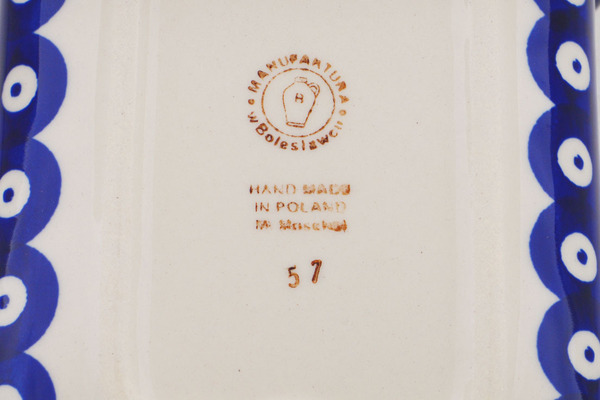 MANUFAKTURA
w Bolesławcu
B
HAND MADE
IN POLAND
M.
57